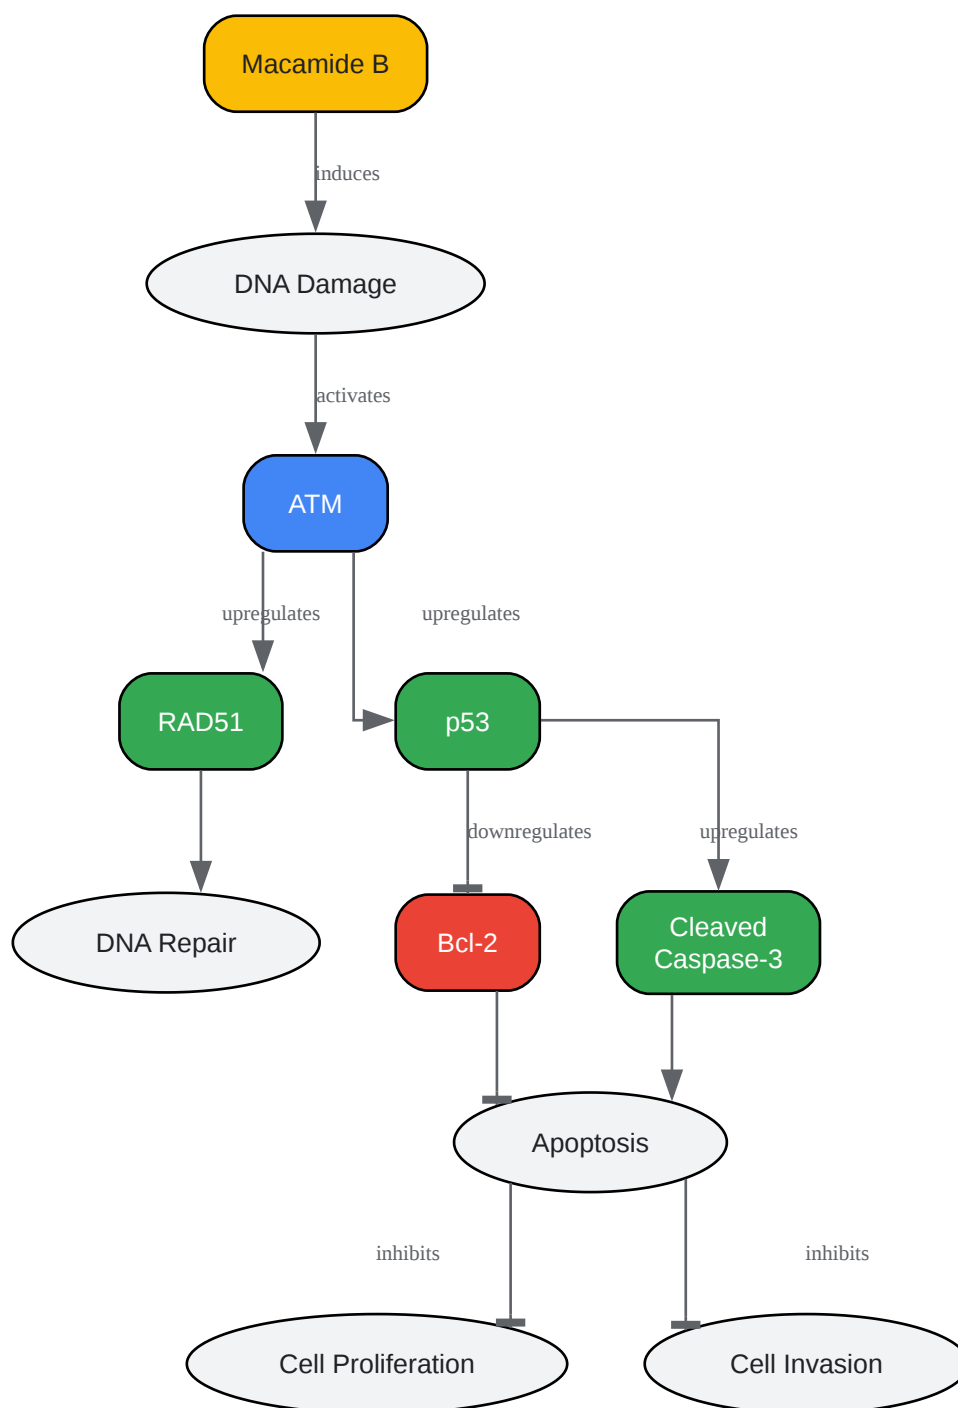 Macamide B
induces
DNA Damage
activates
ATM
upregulates
upregulates
RAD51
p53
downregulates
upregulates
DNA Repair
Bcl-2
Cleaved
Caspase-3
Apoptosis
inhibits
inhibits
Cell Proliferation
Cell Invasion